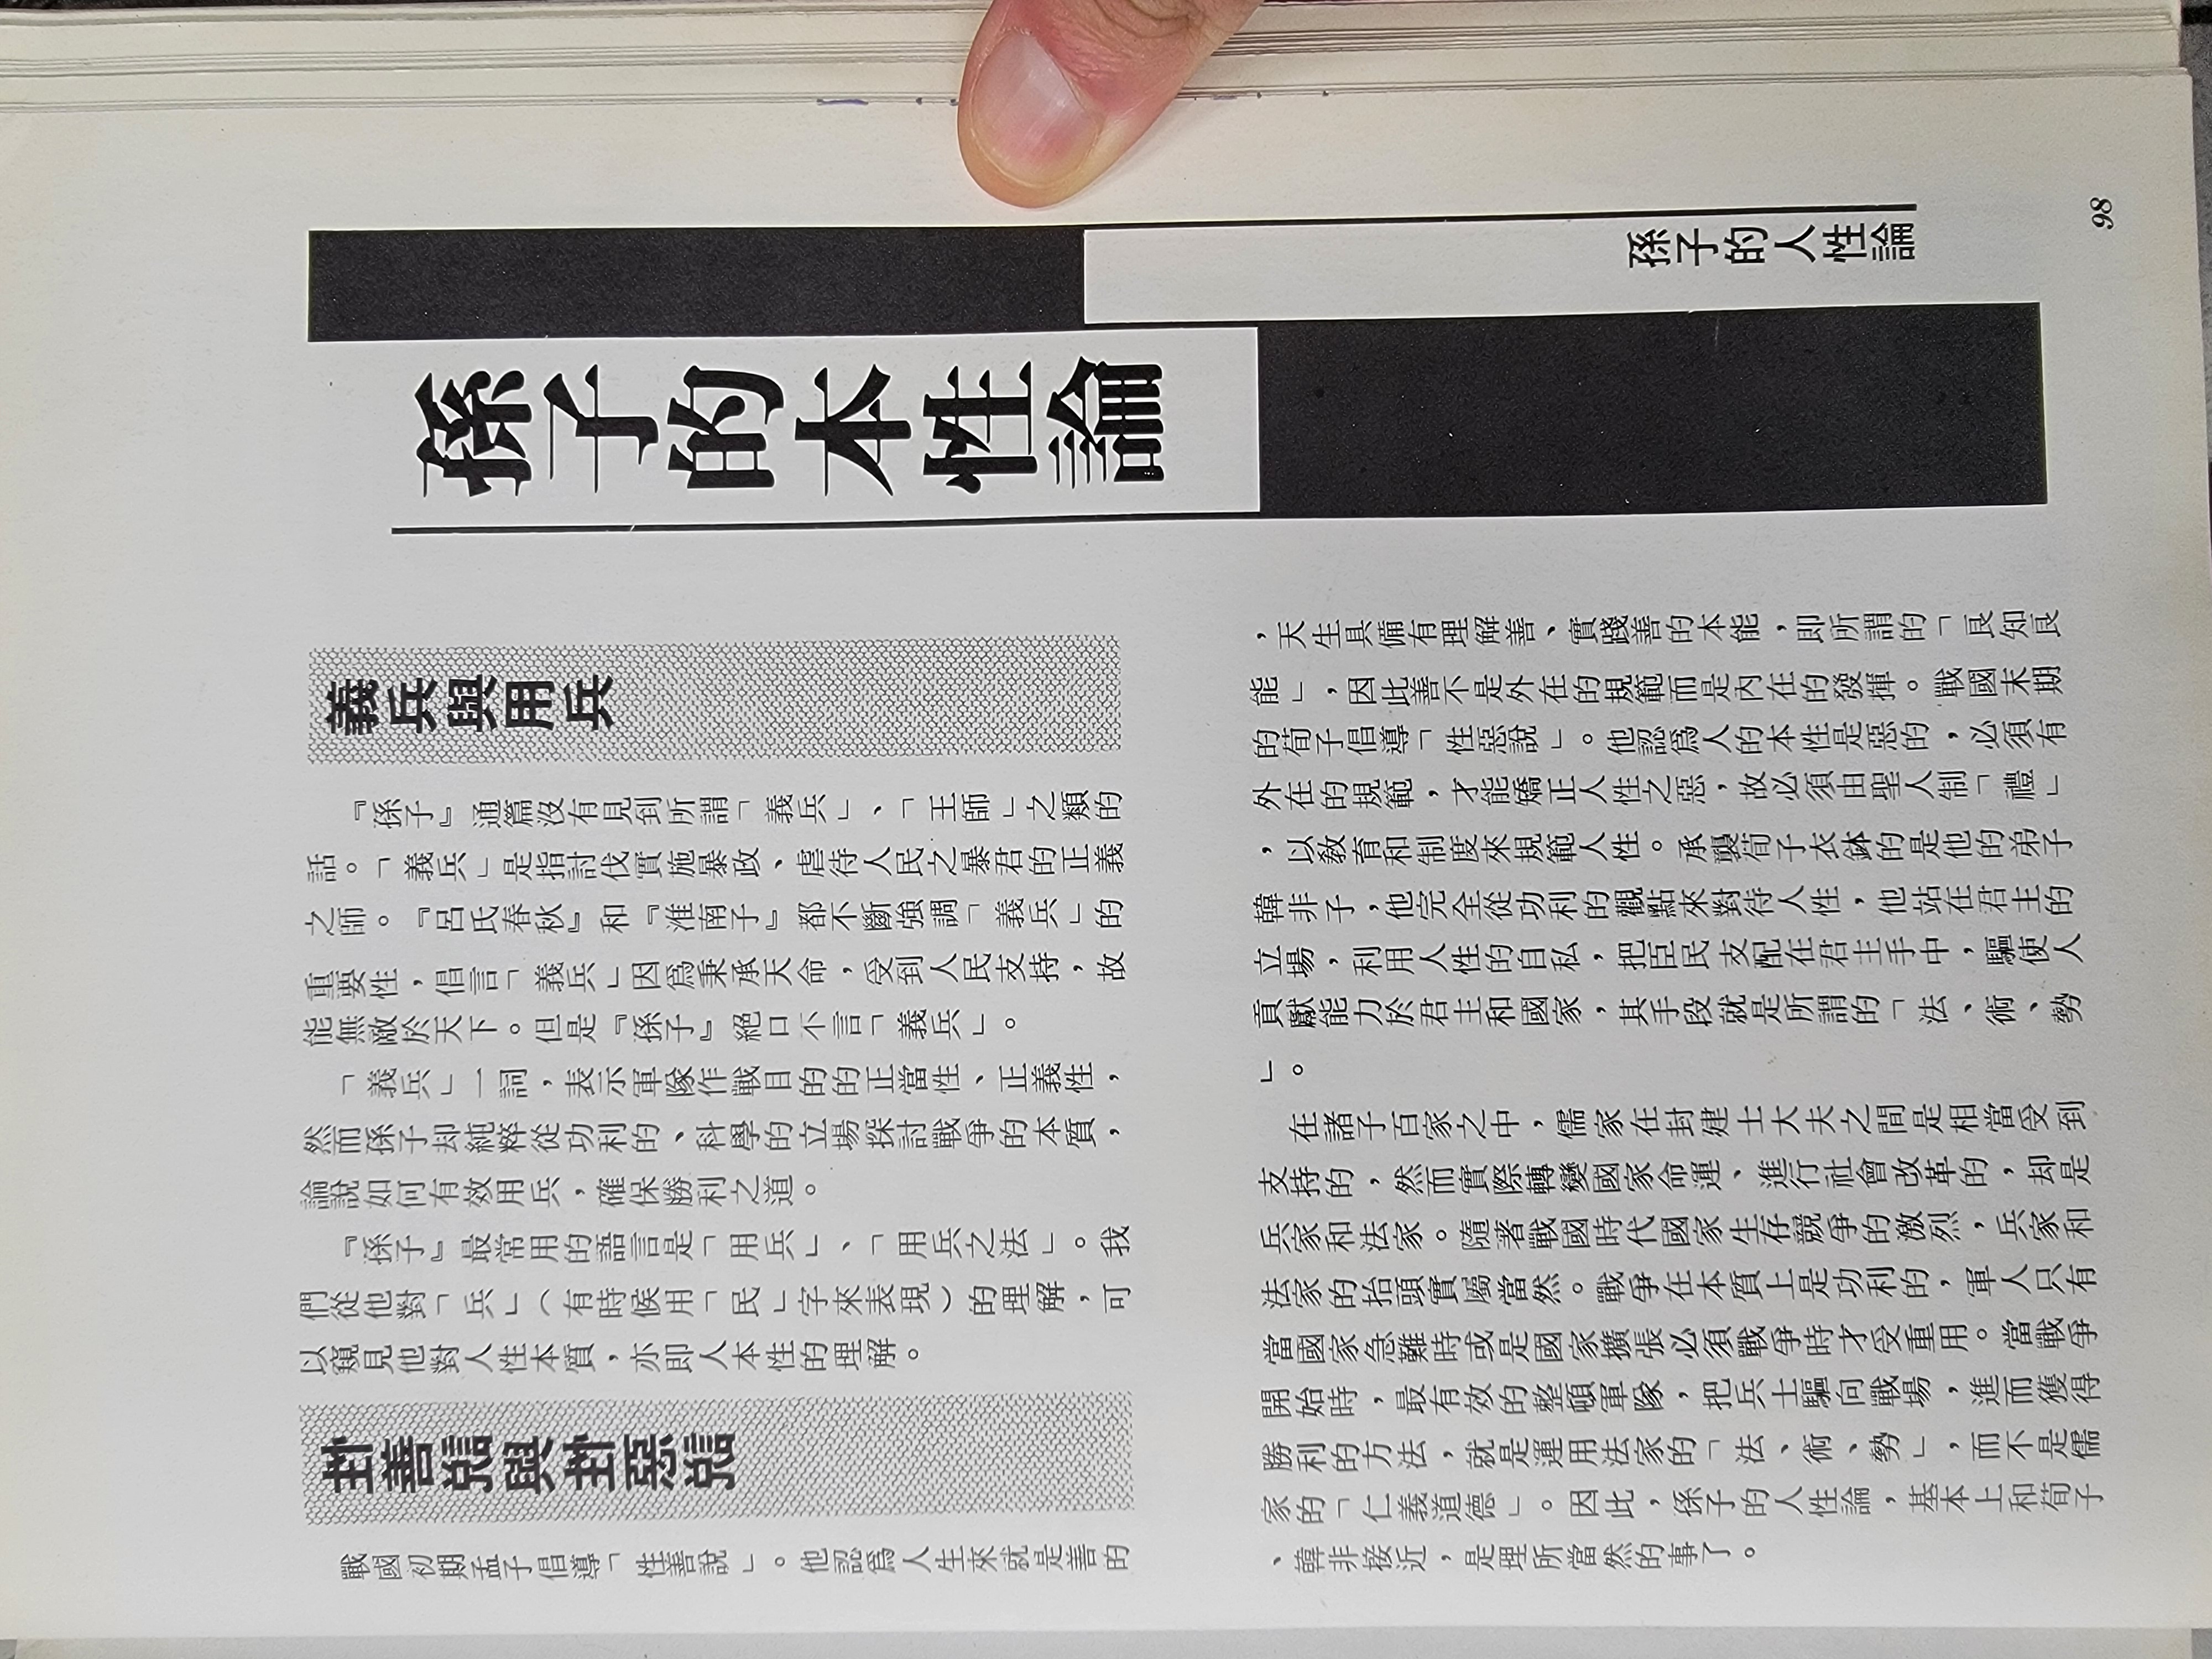 孫子的人性論
孫子的本性論
義兵與用兵
『孫子』通篇沒有見到所謂「義兵」、「王師」之類的
話。「義兵」是指討伐實施暴政、虐待人民之暴君的正義
之師。『呂氏春秋』和『淮南子』都不斷強調「義兵」的
重要性，倡言「義兵」因爲秉承天命，受到人民支持，故
能無敵於天下。但是『孫子』絕口不言「義兵」。
「義兵」一詞，表示軍隊作戰目的的正當性、正義性，
然而孫子却純粹從功利的、科學的立場探討戰爭的本質，
論說如何有效用兵，確保勝利之道。
『孫子』最常用的語言是「用兵」、「用兵之法」。我
們從他對「兵」（有時候用「民」字來表現）的理解，可
以窺見他對人性本質，亦即人本性的理解。
性善說與性惡說
戰國初期孟子倡導「性善說」。他認爲人生來就是善的
，天生具備有理解善、實踐善的本能，即所謂的「良知良
能」，因此善不是外在的規範而是內在的發揮。戰國末期
的荀子倡導「性惡說」。他認爲人的本性是惡的，必須有
外在的規範，才能矯正人性之惡，故必須由聖人制「禮」
，以教育和制度來規範人性。承襲荀子衣鉢的是他的弟子
韓非子，他完全從功利的觀點來對待人性，他站在君主的
立場，利用人性的自私，把臣民支配在君主手中，驅使人
貢獻能力於君主和國家，其手段就是所謂的「法、術、勢
」。
在諸子百家之中，儒家在封建士大夫之間是相當受到
支持的，然而實際轉變國家命運、進行社會改革的，却是
兵家和法家。隨著戰國時代國家生存競爭的激烈，兵家和
法家的抬頭實屬當然。戰爭在本質上是功利的，軍人只有
當國家急難時或是國家擴張必須戰爭時才受重用。當戰爭
開始時，最有效的整頓軍隊，把兵士驅向戰場，進而獲得
勝利的方法，就是運用法家的「法、術、勢」，而不是儒
家的「仁義道德」。因此，孫子的人性論，基本上和荀子
、韓非接近，是理所當然的事了。
98